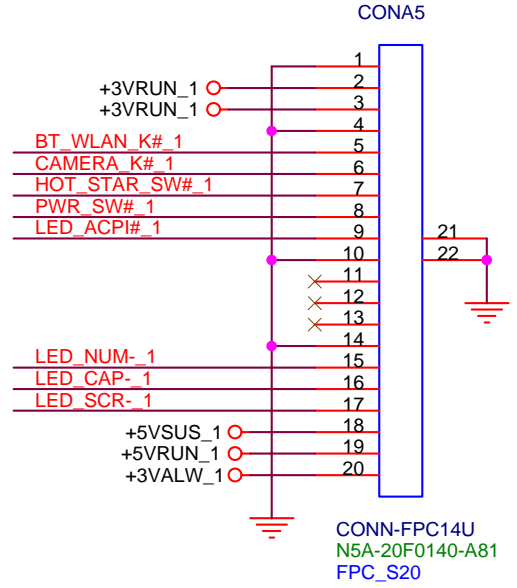 CONA5
1
+3VRUN_1 2
+3VRUN_1 3
4
BT_WLAN_K#_1 5
CAMERA_K#_1 6
HOT_STAR_SW#_1 7
PWR_SW#_1 8
LED_ACPI#_1 9 21
10 22
11
12
13
14
LED_NUM-_1 15
LED_CAP-_1 16
LED_SCR-_1 17
+5VSUS_1 18
+5VRUN_1 19
+3VALW_1 20
CONN-FPC14U
N5A-20F0140-A81
FPC_S20